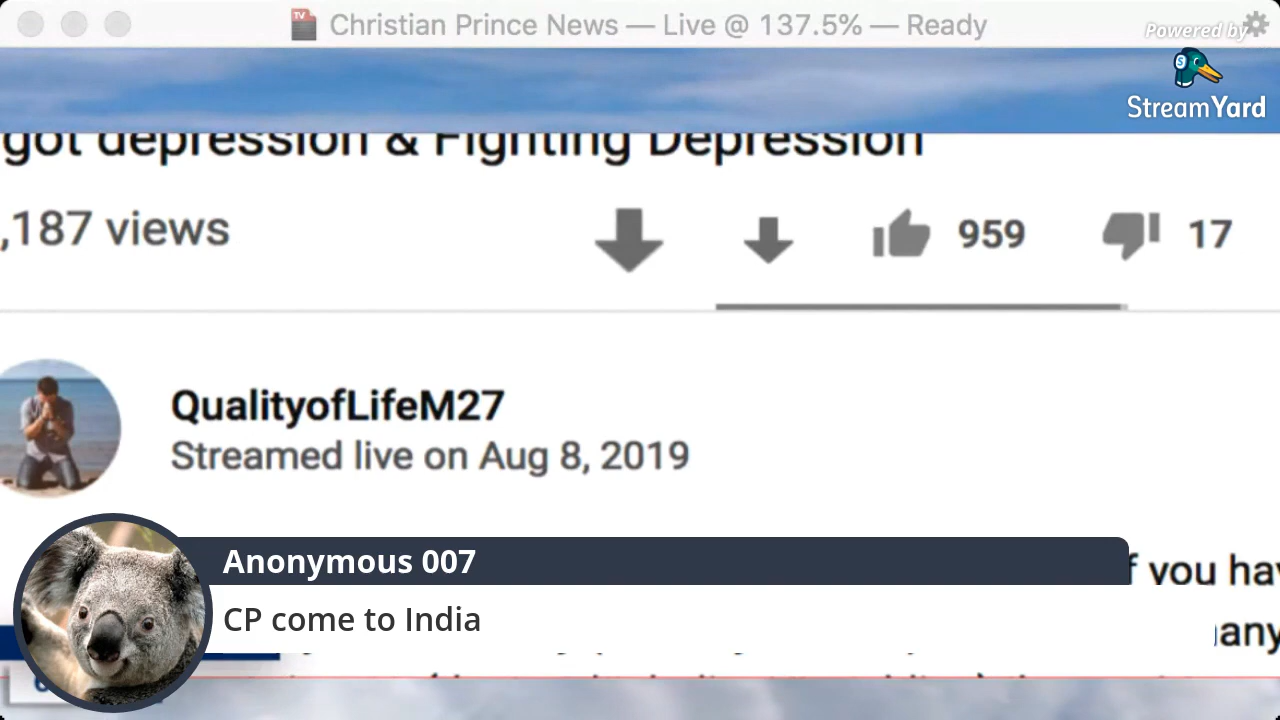 TV
Christian Prince News — Live @ 137.5% — Ready
Powered by
StreamYard
got depression & Fighting Depression
,187 views
959
17
QualityofLifeM27
Streamed live on Aug 8, 2019
Anonymous 007
f you hav
CP come to India
any